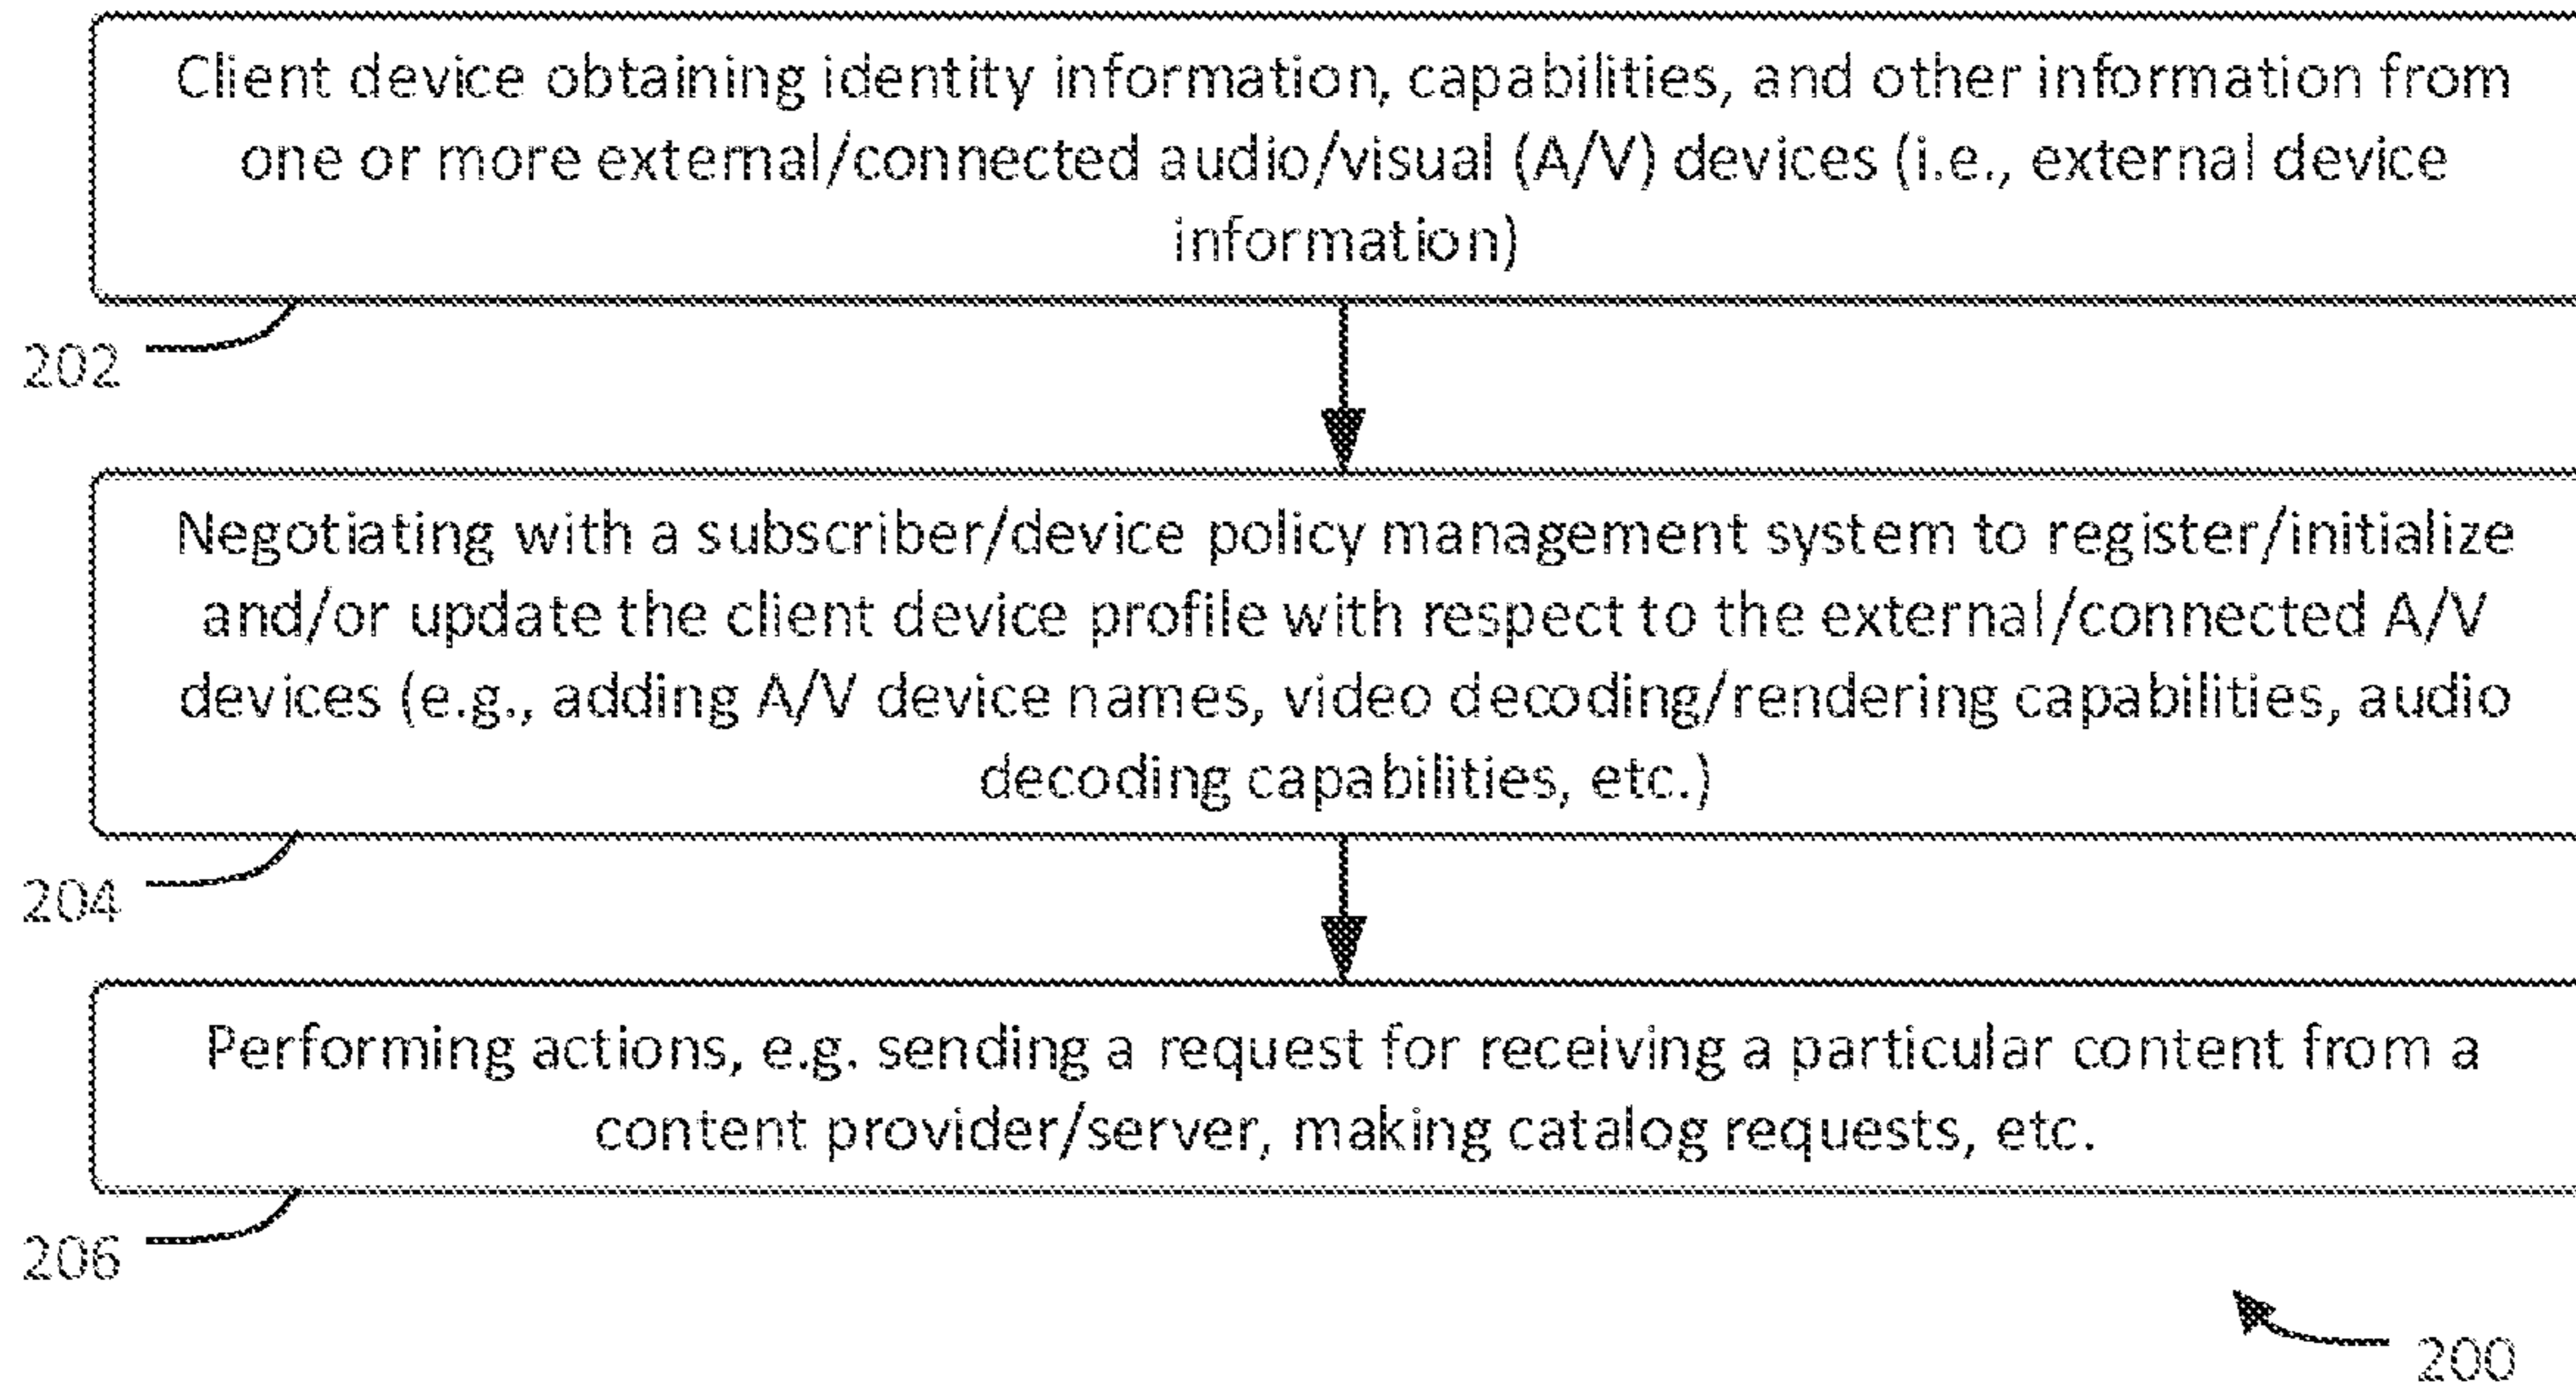 Client device obtaining identity information, capabilities, and other information from
one or more external/connected audio/visual (A/V) devices (i.e., external device
information)
202
Negotiating with a subscriber/device policy management system to register/initialize
and/or update the client device profile with respect to the external/connected A/V
devices (e.g., adding A/V device names, video decoding/rendering capabilities, audio
decoding capabilities, etc.)
204
Performing actions, e.g. sending a request for receiving a particular content from a
content provider/server, making catalog requests, etc.
206
200